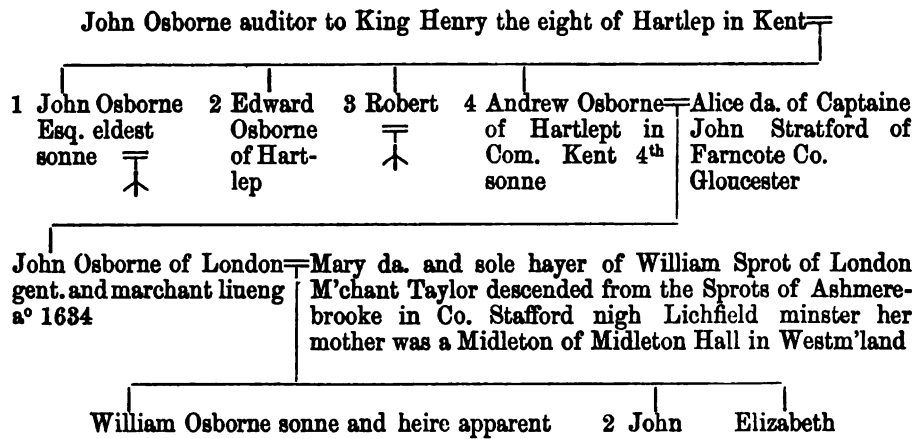 John Osborne auditor to King Henry the eight of Hartlep in Kent
1 John Osborne
Esq. eldest
sonne
2 Edward
Osborne
of Hart-
lep
3 Robert
4 Andrew Osborne
of Hartlept in
Com. Kent 4th
sonne
Alice da. of Captaine
John Stratford of
Farncote Co.
Gloucester
John Osborne of London
gent. and marchant liueng
aº 1634
Mary da. and sole hayer of William Sprot of London
M'chant Taylor descended from the Sprots of Ashmere-
brooke in Co. Stafford nigh Lichfield minster her
mother was a Midleton of Midleton Hall in Westm'land
William Osborne sonne and heire apparent
2 John
Elizabeth